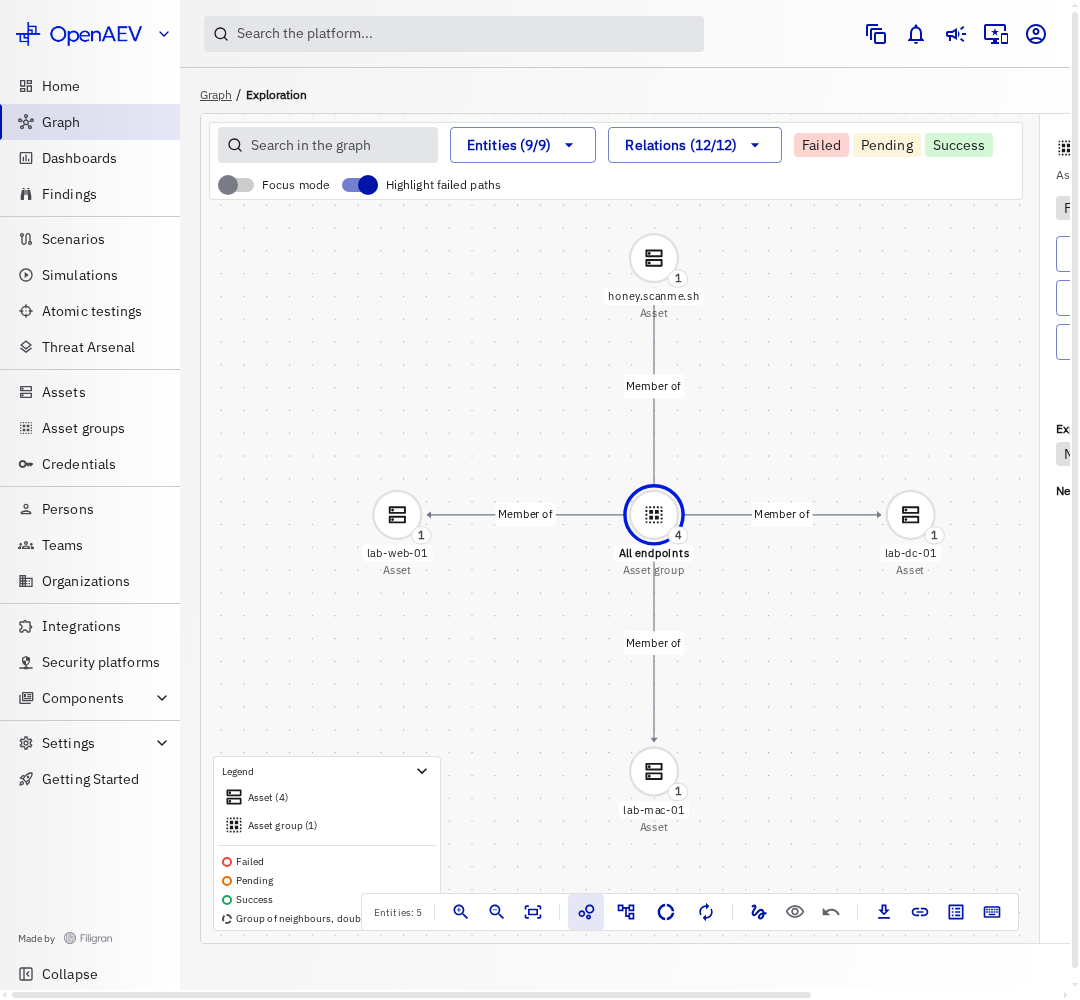 OpenAEV
Search the platform...
Home
Graph
Dashboards
Findings
Scenarios
Simulations
Atomic testings
Threat Arsenal
Assets
Asset groups
Credentials
Persons
Teams
Organizations
Integrations
Security platforms
Components
Settings
Getting Started
Made by Filigran
Collapse
Graph / Exploration
Search in the graph
Entities (9/9)
Relations (12/12)
Failed
Pending
Success
Focus mode
Highlight failed paths
1
honey.scanme.sh
Asset
Member of
1
lab-web-01
Asset
Member of
4
All endpoints
Asset group
Member of
1
lab-dc-01
Asset
Member of
1
lab-mac-01
Asset
Legend
Asset (4)
Asset group (1)
Failed
Pending
Success
Group of neighbours, doub
Entities: 5
As
Ne